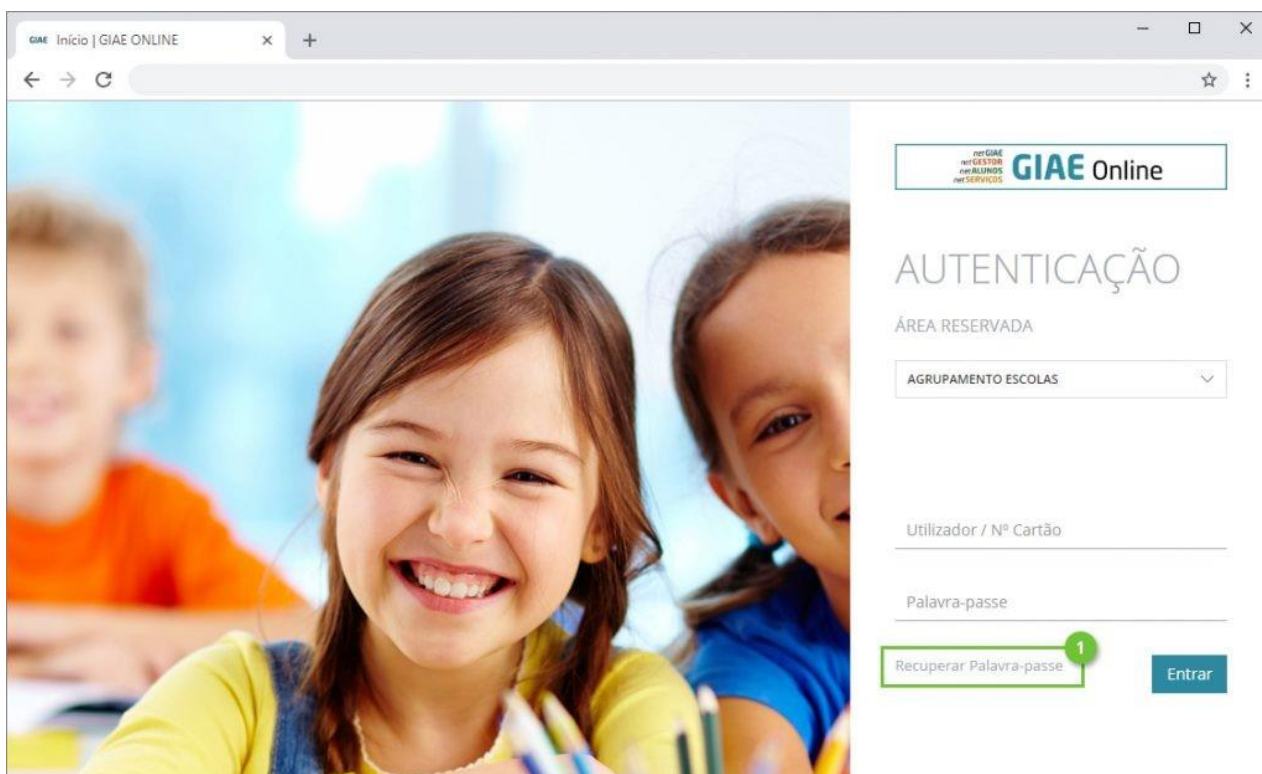 GIAE Início | GIAE ONLINE
netGIAE
netGESTOR
netALUNOS
netSERVIÇOS
GIAE Online
AUTENTICAÇÃO
ÁREA RESERVADA
AGRUPAMENTO ESCOLAS
Utilizador / Nº Cartão
Palavra-passe
1
Recuperar Palavra-passe
Entrar